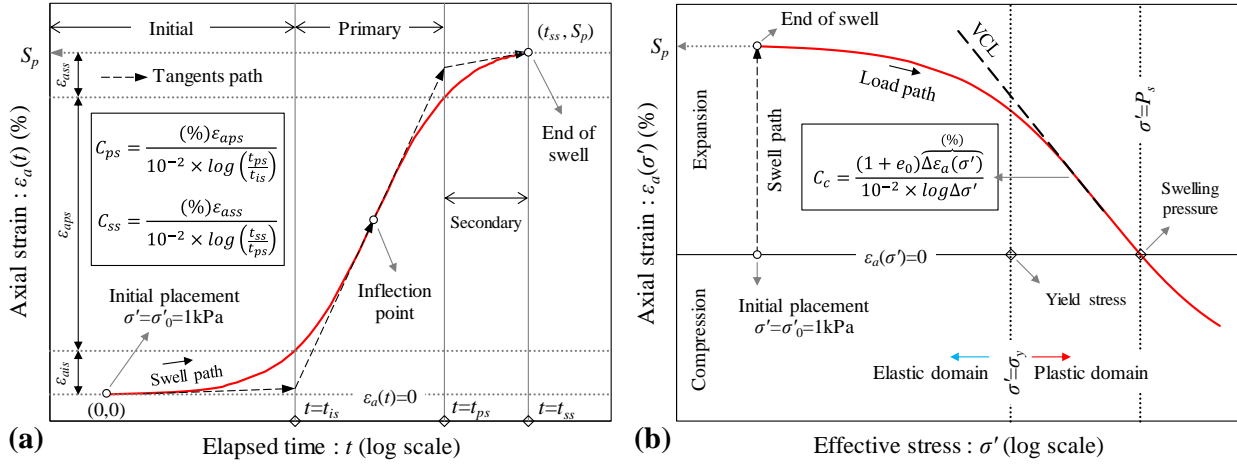 Initial
Primary
(t_ss, S_p)
S_p
ε_ass
Tangents path
End of swell
C_ps = (%)ε_aps / 10^−2 × log (t_ps/t_is)
C_ss = (%)ε_ass / 10^−2 × log (t_ss/t_ps)
ε_aps
Secondary
Inflection point
Initial placement
σ′=σ′_0=1kPa
ε_ais
Swell path
(0,0)
ε_a(t)=0
t=t_is
t=t_ps
t=t_ss
Axial strain : ε_a(t) (%)
(a)
Elapsed time : t (log scale)
End of swell
S_p
VCL
Load path
σ′=P_s
Expansion
Swell path
C_c = (1 + e_0)Δε_a(σ′) (%) / 10^−2 × logΔσ′
Swelling
pressure
ε_a(σ′)=0
Initial placement
σ′=σ′_0=1kPa
Yield stress
Compression
Elastic domain
σ′=σ_y
Plastic domain
Axial strain : ε_a(σ′) (%)
(b)
Effective stress : σ′ (log scale)